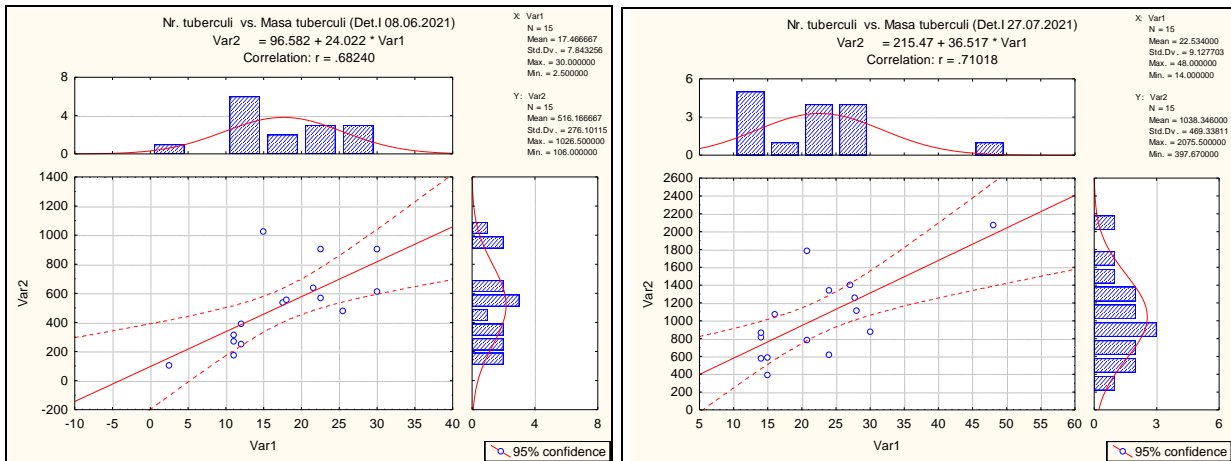 Nr. tuberculi vs. Masa tuberculi (Det.I 08.06.2021)
Var2 = 96.582 + 24.022 * Var1
Correlation: r = .68240
X: Var1
N = 15
Mean = 17.466667
Std.Dv. = 7.843256
Max. = 30.000000
Min. = 2.500000
Y: Var2
N = 15
Mean = 516.166667
Std.Dv. = 276.10115
Max. = 1026.500000
Min. = 106.000000
8
4
0
1400
1200
1000
800
600
400
200
0
-200
Var2
-10 -5 0 5 10 15 20 25 30 35 40
Var1
0 4 8
95% confidence
Nr. tuberculi vs. Masa tuberculi (Det.I 27.07.2021)
Var2 = 215.47 + 36.517 * Var1
Correlation: r = .71018
X: Var1
N = 15
Mean = 22.534000
Std.Dv. = 9.127703
Max. = 48.000000
Min. = 14.000000
Y: Var2
N = 15
Mean = 1038.346000
Std.Dv. = 469.33811
Max. = 2075.500000
Min. = 397.670000
6
3
0
2600
2400
2200
2000
1800
1600
1400
1200
1000
800
600
400
200
0
Var2
5 10 15 20 25 30 35 40 45 50 55 60
Var1
0 3 6
95% confidence